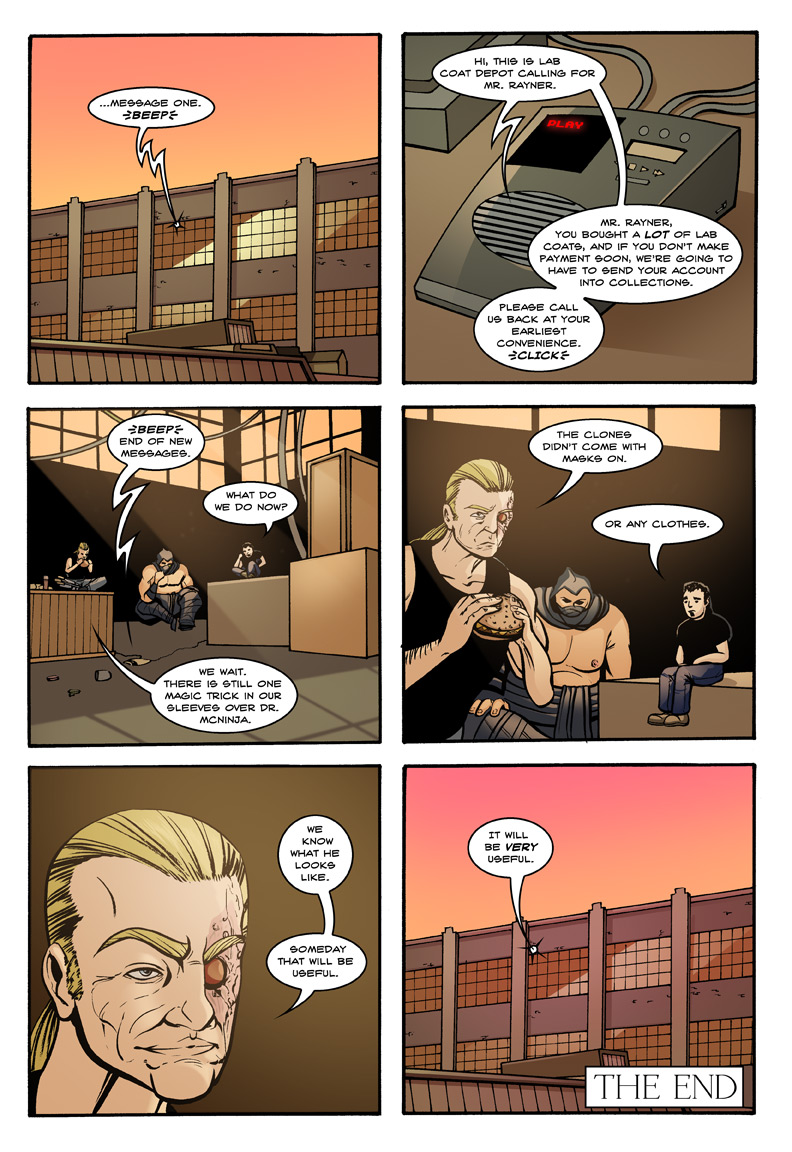 ...MESSAGE ONE.
BEEP
HI, THIS IS LAB
COAT DEPOT CALLING FOR
MR. RAYNER.
PLAY
MR. RAYNER,
YOU BOUGHT A LOT OF LAB
COATS, AND IF YOU DON'T MAKE
PAYMENT SOON, WE'RE GOING TO
HAVE TO SEND YOUR ACCOUNT
INTO COLLECTIONS.
PLEASE CALL
US BACK AT YOUR
EARLIEST
CONVENIENCE.
CLICK
BEEP
END OF NEW
MESSAGES.
WHAT DO
WE DO NOW?
WE WAIT.
THERE IS STILL ONE
MAGIC TRICK IN OUR
SLEEVES OVER DR.
MCNINJA.
THE CLONES
DIDN'T COME WITH
MASKS ON.
OR ANY CLOTHES.
WE
KNOW
WHAT HE
LOOKS
LIKE.
SOMEDAY
THAT WILL BE
USEFUL.
IT WILL
BE VERY
USEFUL.
THE END